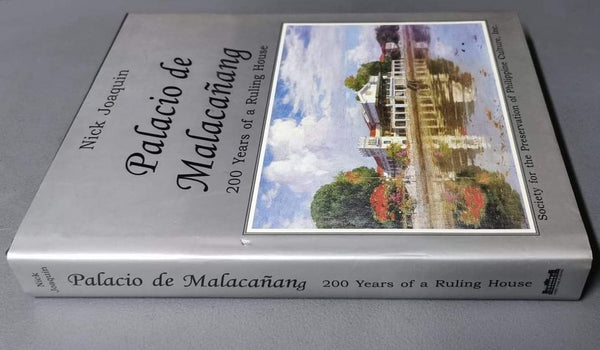 Nick Joaquin
Palacio de
Malacañang
200 Years of a Ruling House
Society for the Preservation of Philippine Culture, Inc.
Nick
Joaquin
Palacio de Malacañang
200 Years of a Ruling House